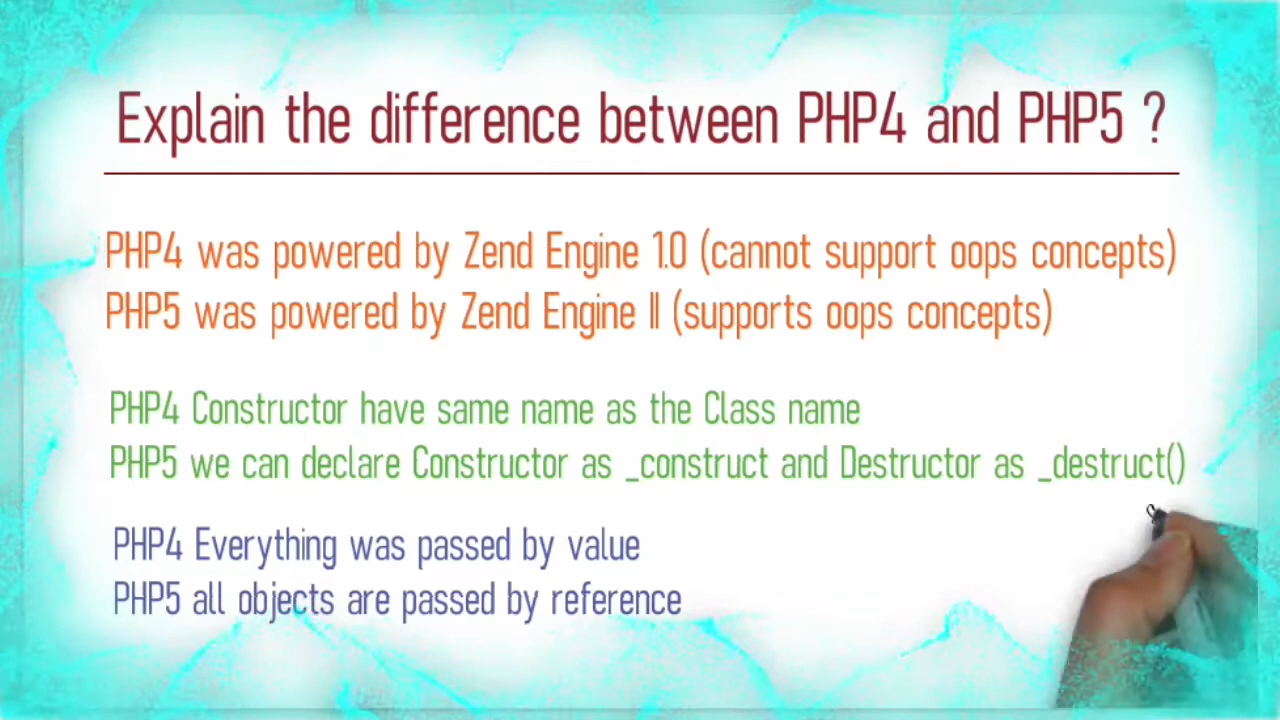 Explain the difference between PHP4 and PHP5 ?
PHP4 was powered by Zend Engine 1.0 (cannot support oops concepts)
PHP5 was powered by Zend Engine II (supports oops concepts)
PHP4 Constructor have same name as the Class name
PHP5 we can declare Constructor as _construct and Destructor as _destruct()
PHP4 Everything was passed by value
PHP5 all objects are passed by reference